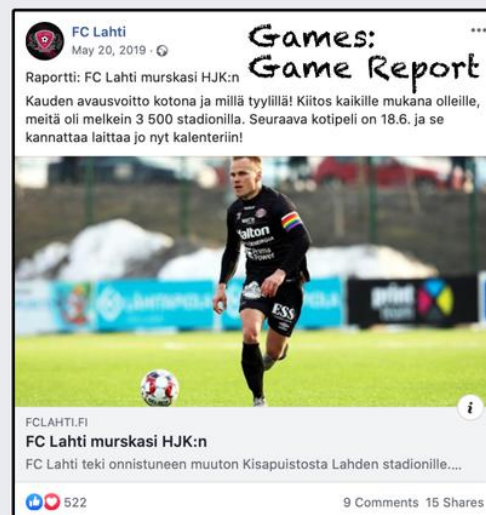 FC Lahti
May 20, 2019
Games:
Game Report
Raportti: FC Lahti murskasi HJK:n
Kauden avausvoitto kotona ja millä tyylillä! Kiitos kaikille mukana olleille,
meitä oli melkein 3 500 stadionilla. Seuraava kotipeli on 18.6. ja se
kannattaa laittaa jo nyt kalenteriin!
print
ESS
FCLAHTI.FI
FC Lahti murskasi HJK:n
FC Lahti teki onnistuneen muuton Kisapuistosta Lahden stadionille....
522
9 Comments 15 Shares